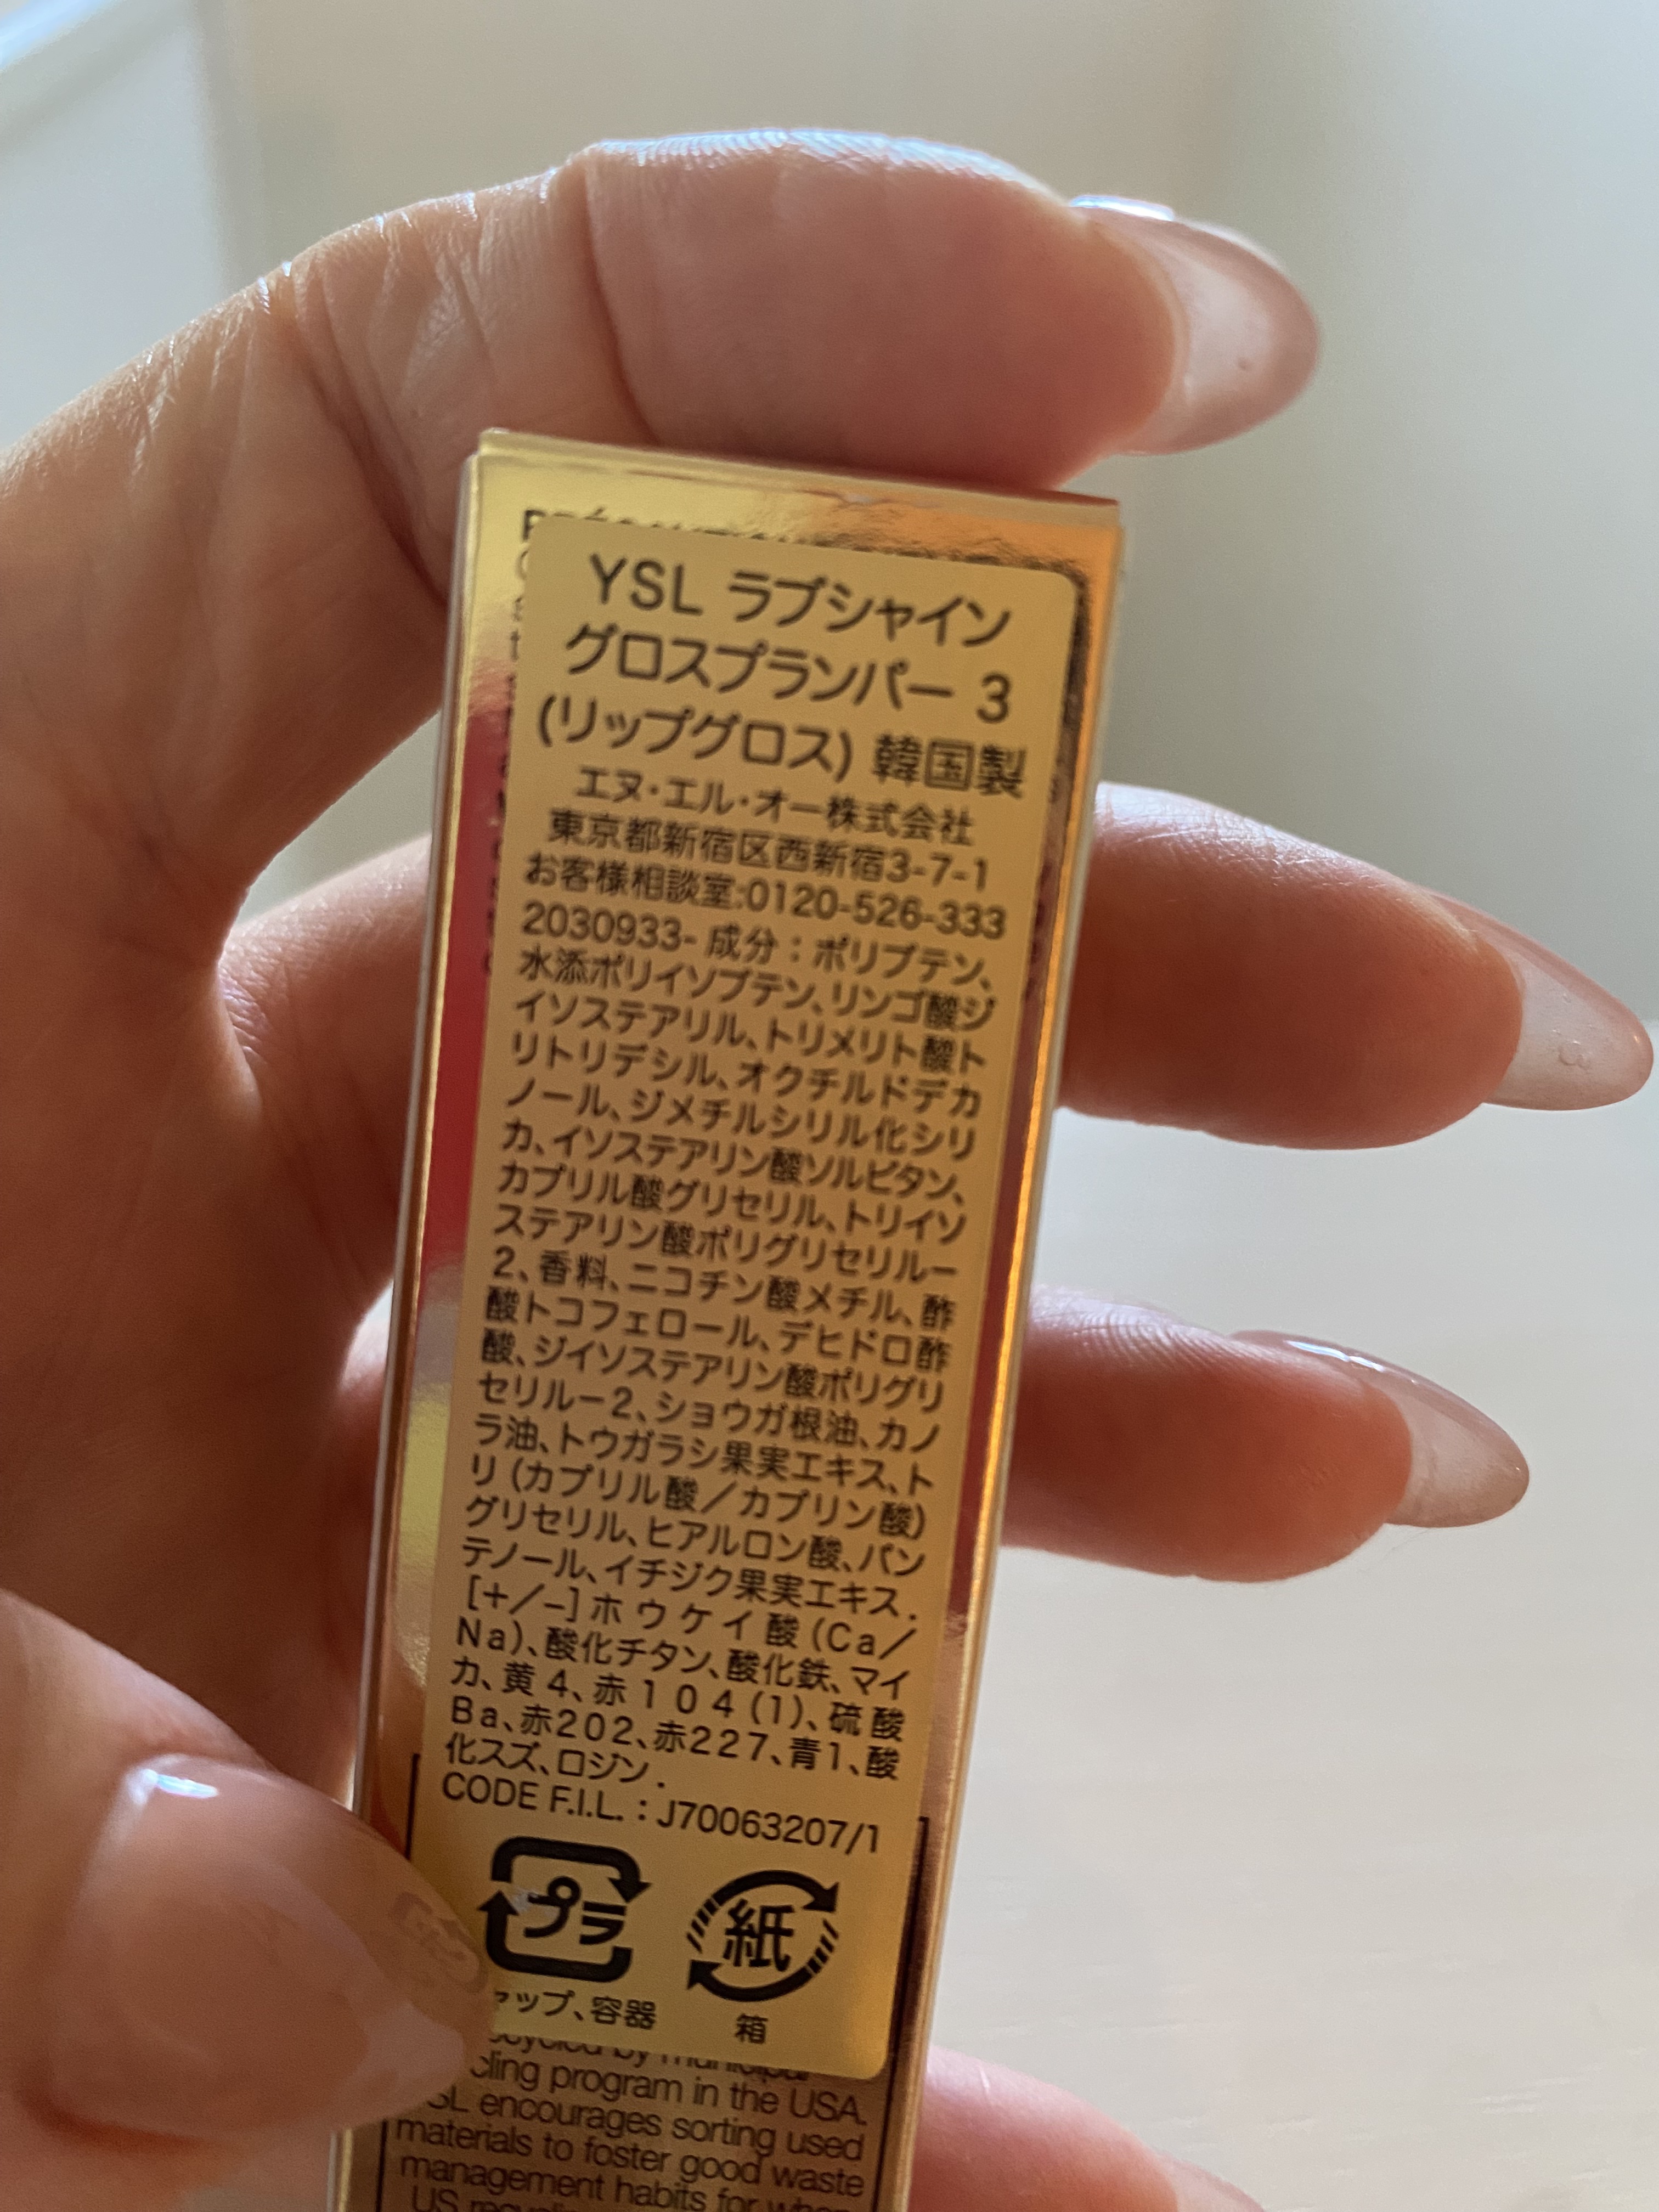 YSL ラブシャイン
グロスプランパー 3
(リップグロス) 韓国製
エヌ・エル・オー株式会社
東京都新宿区西新宿3-7-1
お客様相談室:0120-526-333
2030933- 成分：ポリブテン、
水添ポリイソブテン、リンゴ酸ジ
イソステアリル、トリメリト酸ト
リトリデシル、オクチルドデカ
ノール、ジメチルシリル化シリ
カ、イソステアリン酸ソルビタン、
カプリル酸グリセリル、トリイソ
ステアリン酸ポリグリセリル－
2、香料、ニコチン酸メチル、酢
酸トコフェロール、デヒドロ酢
酸、ジイソステアリン酸ポリグリ
セリル－2、ショウガ根油、カノ
ラ油、トウガラシ果実エキス、ト
リ（カプリル酸／カプリン酸）
グリセリル、ヒアルロン酸、パン
テノール、イチジク果実エキス.
[＋／－]ホウケイ酸（Ca／
Na）、酸化チタン、酸化鉄、マイ
カ、黄4、赤104(1)、硫酸
Ba、赤202、赤227、青1、酸
化スズ、ロジン.
CODE F.I.L. : J70063207/1
プラ 紙
ャップ、容器 箱
recycled by municipal
cling program in the USA.
SL encourages sorting used
materials to foster good waste
management habits for when
US